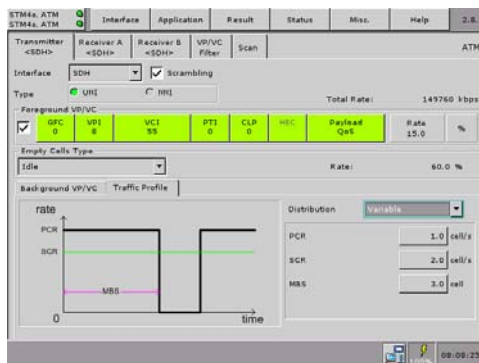 STM4a. ATM
STM4a. ATM
Interface Application Result Status Misc. Help 2.8.
Transmitter <SDH> Receiver A <SDH> Receiver B <SDH> VP/VC Filter Scan ATM
Interface SDH Scrambling
Type UNI NNI Total Rate: 149760 kbps
Foreground VP/VC
GFC 0 VPI 8 VCI 55 PTI 0 CLP 0 HEC Payload QoS Rate 15.0 %
Empty Cells Type
Idle Rate: 60.0 %
Background VP/VC Traffic Profile
rate
PCR
SCR
MBS
0 time
Distribution Variable
PCR 1.0 cell/s
SCR 2.0 cell/s
MBS 3.0 cell
100% 08:08:25